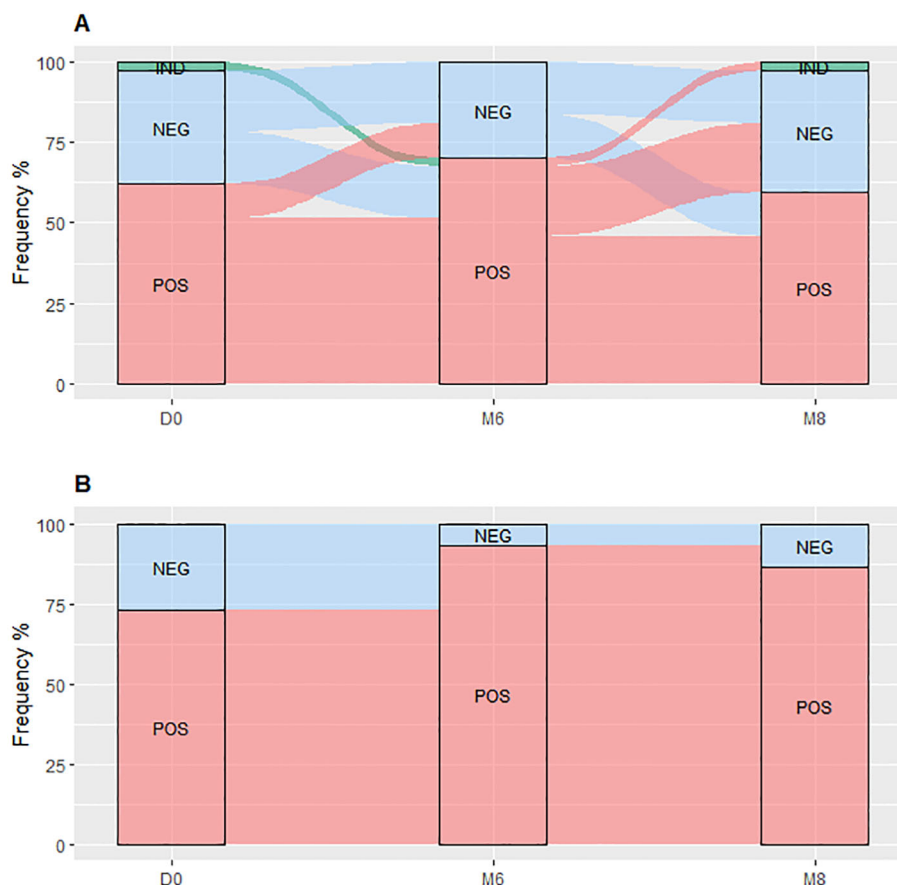 A
100
75
50
25
0
Frequency %
IND
NEG
POS
NEG
POS
IND
NEG
POS
D0
M6
M8
B
100
75
50
25
0
Frequency %
NEG
POS
NEG
POS
NEG
POS
D0
M6
M8